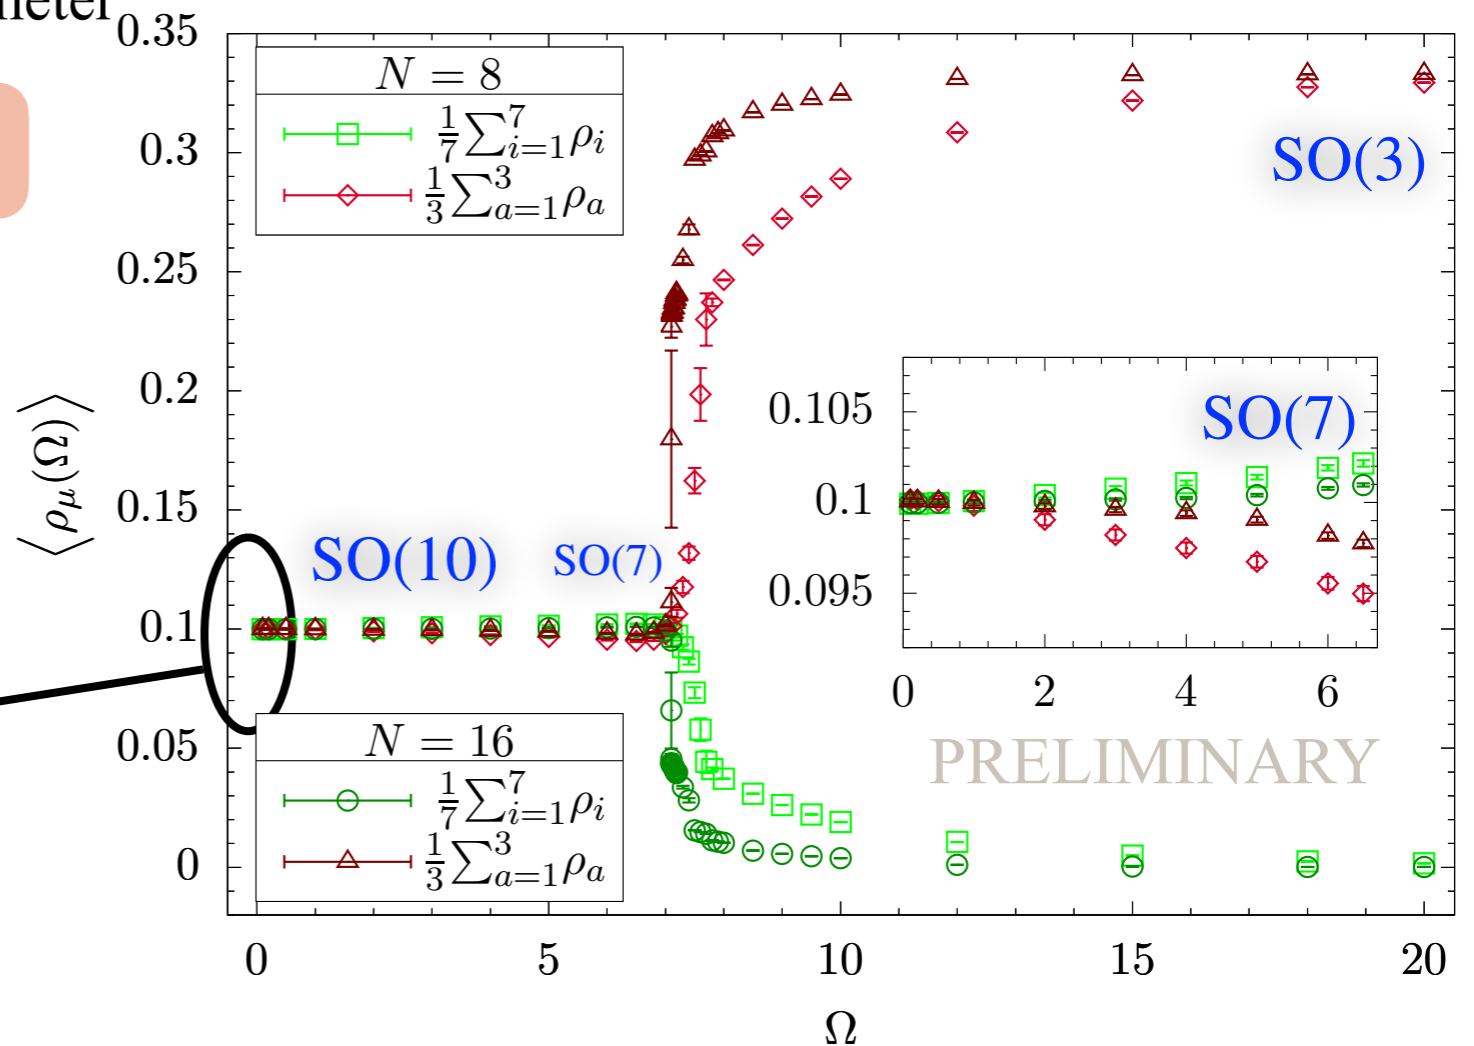 meter
0.35
0.3
0.25
0.2
0.15
0.1
0.05
0
⟨ρ_μ(Ω)⟩
N = 8
1/7 ∑_{i=1}^{7} ρ_i
1/3 ∑_{a=1}^{3} ρ_a
SO(3)
SO(10)
SO(7)
0.105
0.1
0.095
SO(7)
0 2 4 6
PRELIMINARY
N = 16
1/7 ∑_{i=1}^{7} ρ_i
1/3 ∑_{a=1}^{3} ρ_a
0 5 10 15 20
Ω